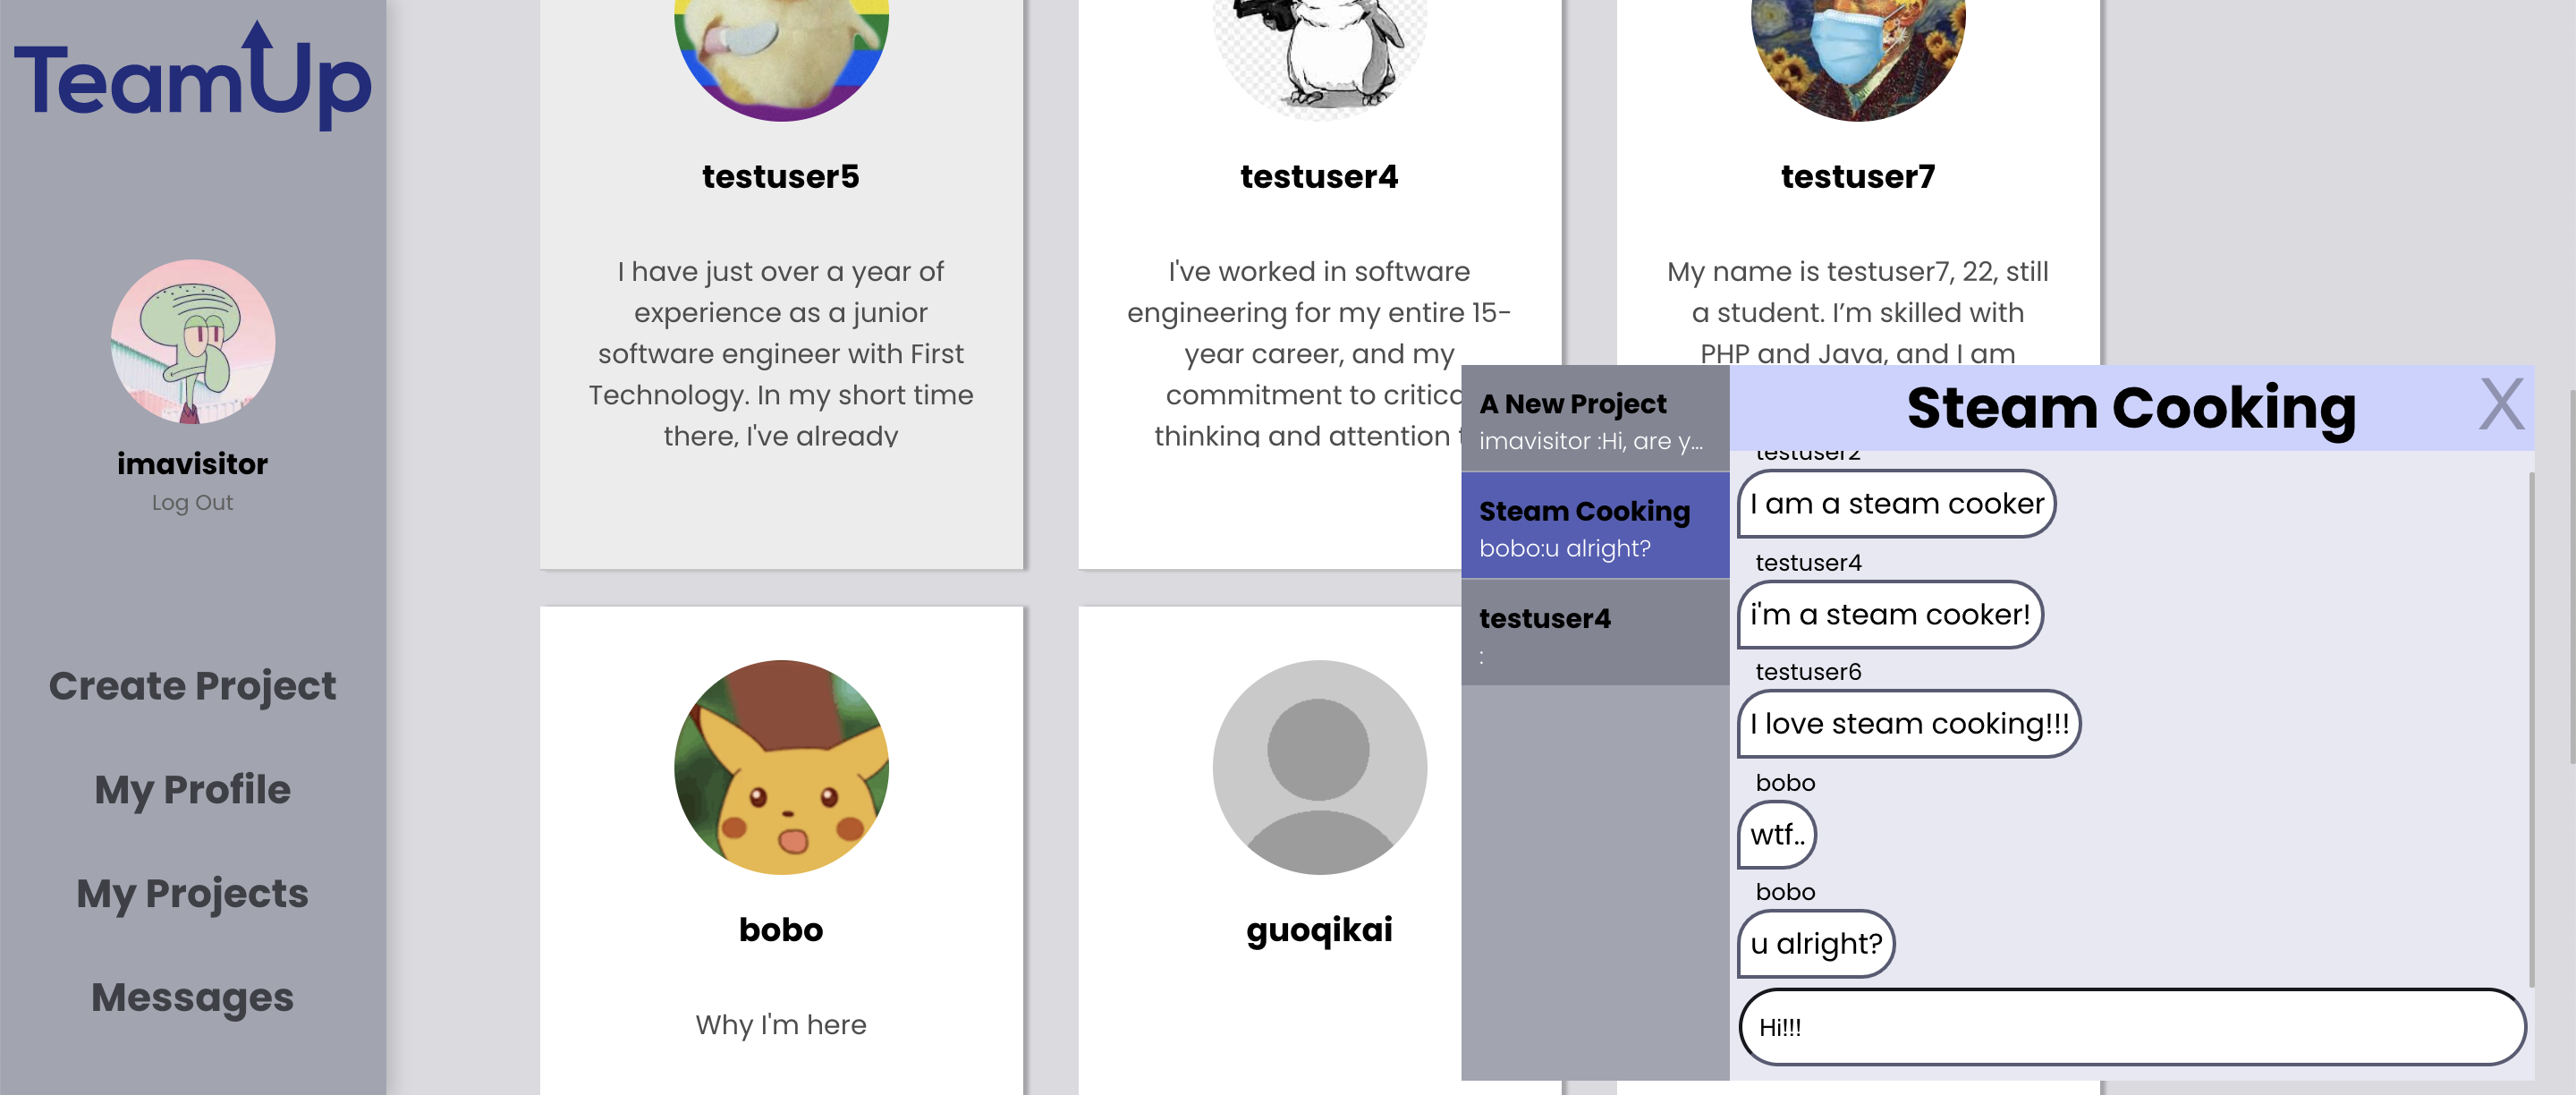 TeamUp
imavisitor
Log Out
Create Project
My Profile
My Projects
Messages
testuser5
I have just over a year of
experience as a junior
software engineer with First
Technology. In my short time
there, I've already
testuser4
I've worked in software
engineering for my entire 15-
year career, and my
commitment to critic
thinking and attention
testuser7
My name is testuser7, 22, still
a student. I’m skilled with
PHP and Java, and I am
bobo
Why I'm here
guoqikai
A New Project
imavisitor :Hi, are y...
Steam Cooking
bobo:u alright?
testuser4
:
Steam Cooking
X
testuser2
I am a steam cooker
testuser4
i'm a steam cooker!
testuser6
I love steam cooking!!!
bobo
wtf..
bobo
u alright?
Hi!!!